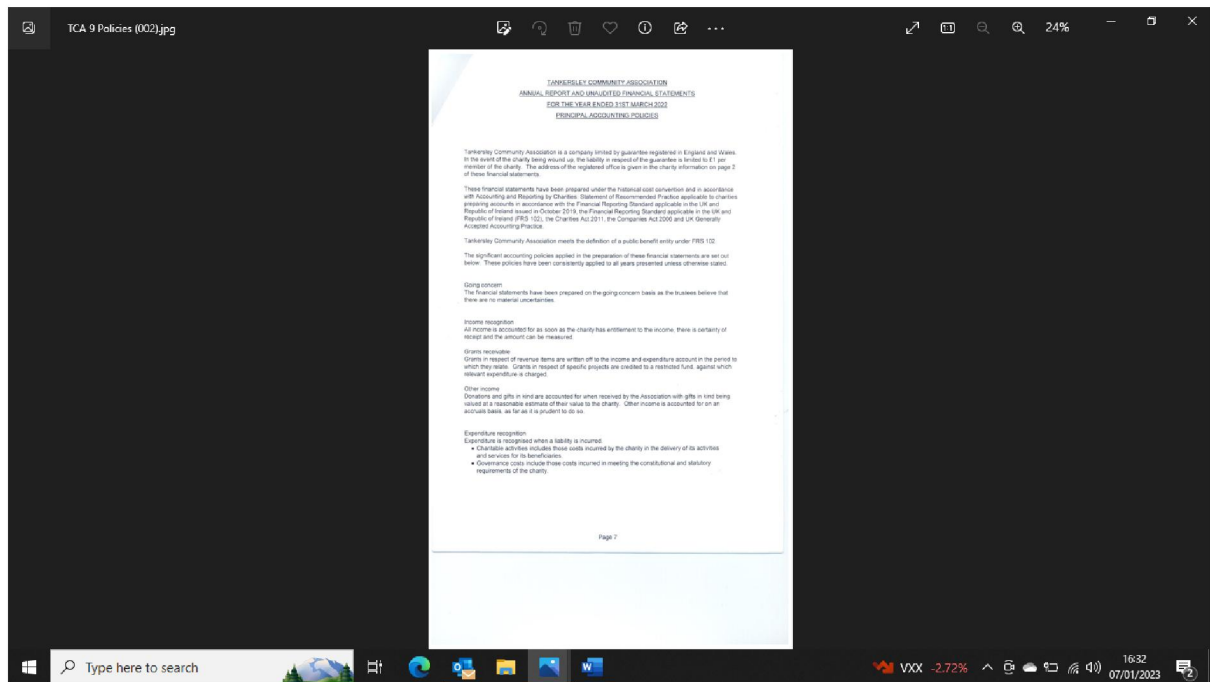 TCA 9 Policies (002).jpg
24%
TANKERSLEY COMMUNITY ASSOCIATION
ANNUAL REPORT AND UNAUDITED FINANCIAL STATEMENTS
FOR THE YEAR ENDED 31ST MARCH
PRINCIPAL ACCOUNTING POLICIES
Tankersley Community Association is a company limited by guarantee registered in England and Wales.
In the event of the charity being wound up, the liability in respect of the guarantee is limited to £1 per
member of the charity. The address of the registered office is given in the charity information on page 2
of these financial statements.
These financial statements have been prepared under the historical cost convention and in accordance
with Accounting and Reporting by Charities: Statement of Recommended Practice applicable to charities
preparing accounts in accordance with the Financial Reporting Standard applicable in the UK and
Republic of Ireland issued in October 2019, the Financial Reporting Standard applicable in the UK and
Republic of Ireland (FRS 102), the Charities Act 2011, the Companies Act 2006 and UK Generally
Accepted Accounting Practice.
Tankersley Community Association meets the definition of a public benefit entity under FRS 102.
The significant accounting policies applied in the preparation of these financial statements are set out
below. These policies have been consistently applied to all years presented unless otherwise stated.
Going concern
The financial statements have been prepared on the going concern basis as the trustees believe that
there are no material uncertainties.
Income recognition
All income is accounted for as soon as the charity has entitlement to the income, there is certainty of
receipt and the amount can be measured.
Grants receivable
Grants in respect of revenue items are written off to the income and expenditure account in the period to
which they relate. Grants in respect of specific projects are credited to a restricted fund, against which
relevant expenditure is charged.
Other income
Donations and gifts in kind are accounted for when received by the Association with gifts in kind being
valued at a reasonable estimate of their value to the charity. Other income is accounted for on an
accruals basis, as far as it is prudent to do so.
Expenditure recognition
Expenditure is recognised when a liability is incurred.
• Charitable activities includes those costs incurred by the charity in the delivery of its activities
and services for its beneficiaries.
• Governance costs include those costs incurred in meeting the constitutional and statutory
requirements of the charity.
Page 7
Type here to search
VXX -2.72%
16:32
07/01/2023
2